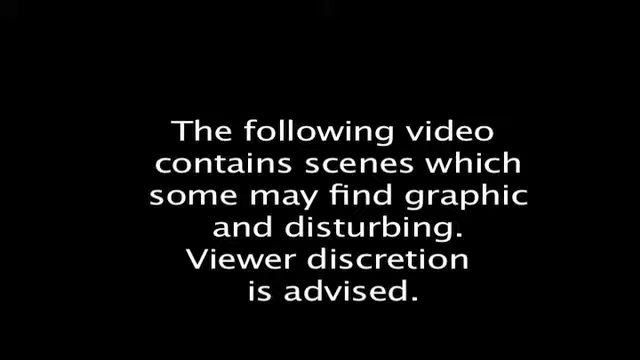 The following video
contains scenes which
some may find graphic
and disturbing.
Viewer discretion
is advised.